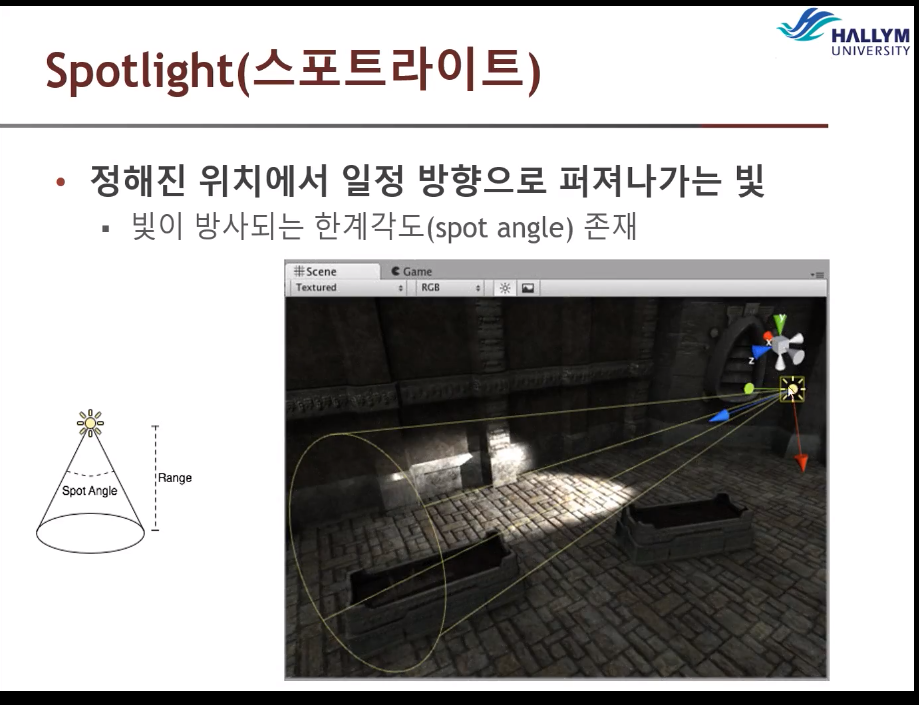 HALLYM
UNIVERSITY
Spotlight(스포트라이트)
• 정해진 위치에서 일정 방향으로 퍼져나가는 빛
▪ 빛이 방사되는 한계각도(spot angle) 존재
Scene Game
Textured RGB
y
x
z
Spot Angle
Range